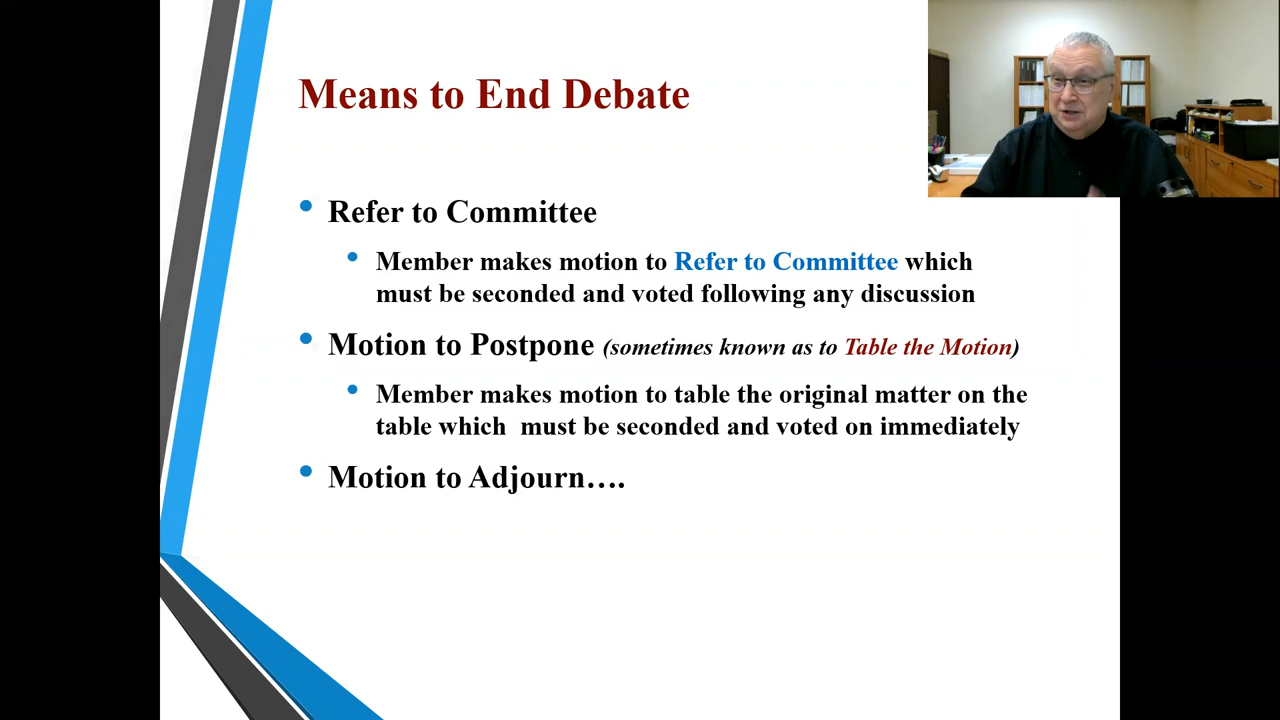 Means to End Debate
• Refer to Committee
• Member makes motion to Refer to Committee which
must be seconded and voted following any discussion
• Motion to Postpone (sometimes known as to Table the Motion)
• Member makes motion to table the original matter on the
table which must be seconded and voted on immediately
• Motion to Adjourn….